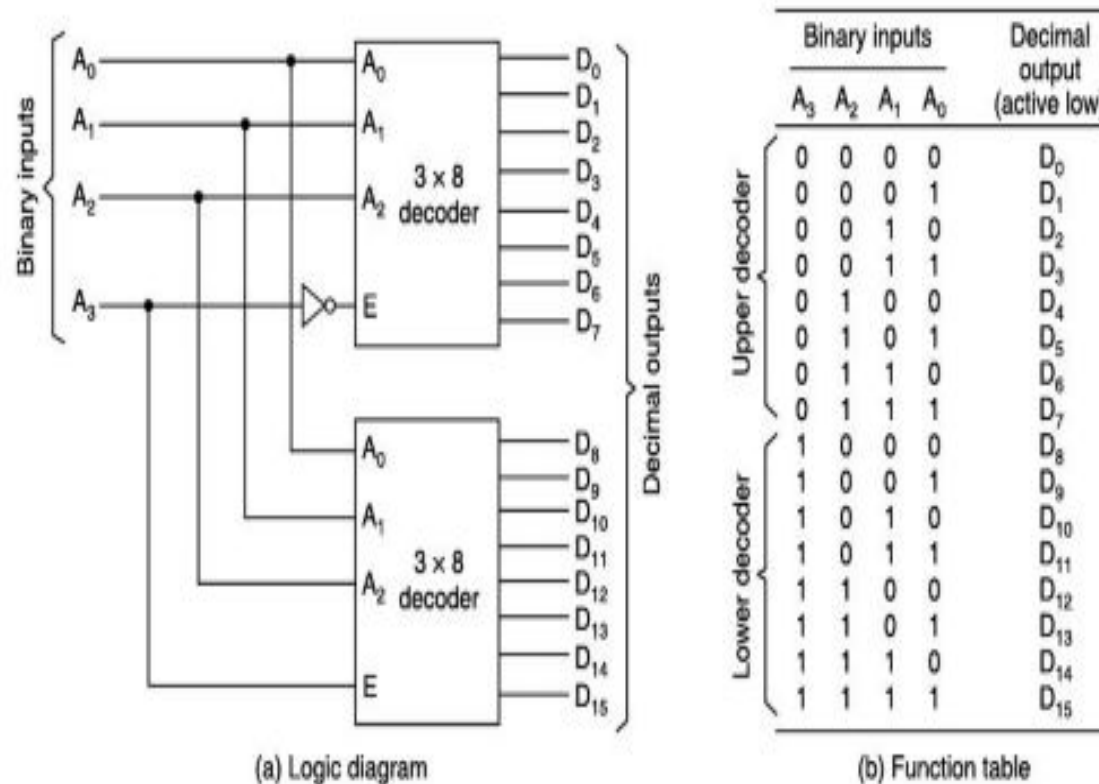 Binary inputs
A₀
A₁
A₂
A₃
A₀
A₁
A₂
E
3 × 8
decoder
D₀
D₁
D₂
D₃
D₄
D₅
D₆
D₇
A₀
A₁
A₂
E
3 × 8
decoder
D₈
D₉
D₁₀
D₁₁
D₁₂
D₁₃
D₁₄
D₁₅
Decimal outputs
(a) Logic diagram
Binary inputs
Decimal
output
(active low)
A₃ A₂ A₁ A₀
Upper decoder
0 0 0 0 D₀
0 0 0 1 D₁
0 0 1 0 D₂
0 0 1 1 D₃
0 1 0 0 D₄
0 1 0 1 D₅
0 1 1 0 D₆
0 1 1 1 D₇
Lower decoder
1 0 0 0 D₈
1 0 0 1 D₉
1 0 1 0 D₁₀
1 0 1 1 D₁₁
1 1 0 0 D₁₂
1 1 0 1 D₁₃
1 1 1 0 D₁₄
1 1 1 1 D₁₅
(b) Function table